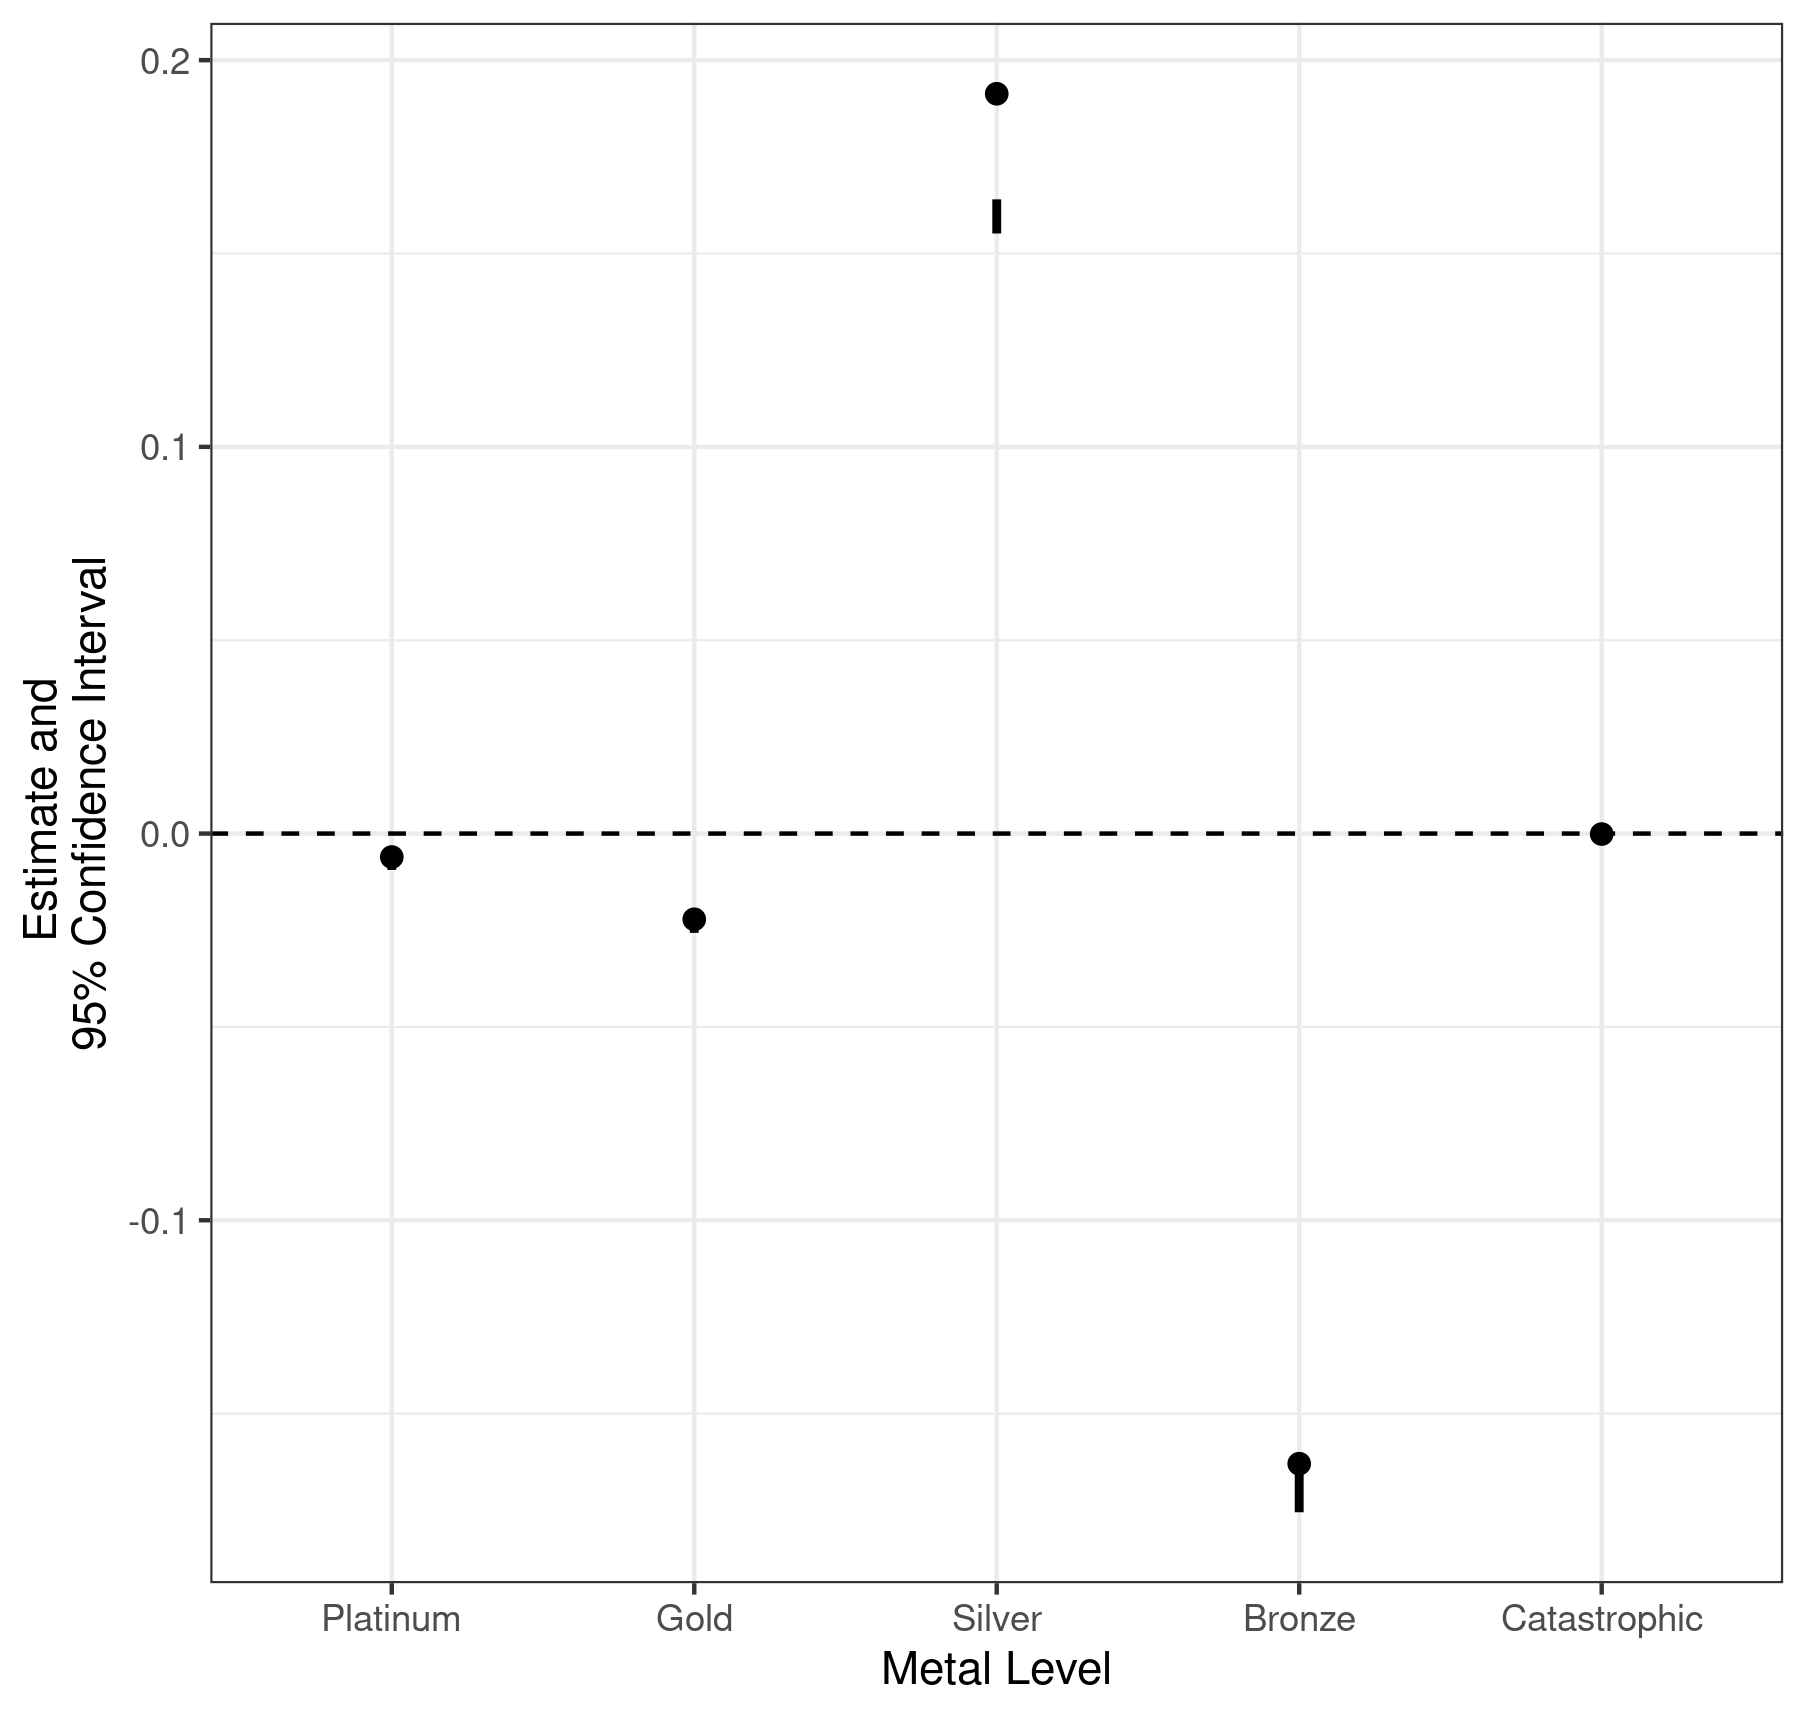 0.2
0.1
0.0
-0.1
Estimate and
95% Confidence Interval
Platinum Gold Silver Bronze Catastrophic
Metal Level